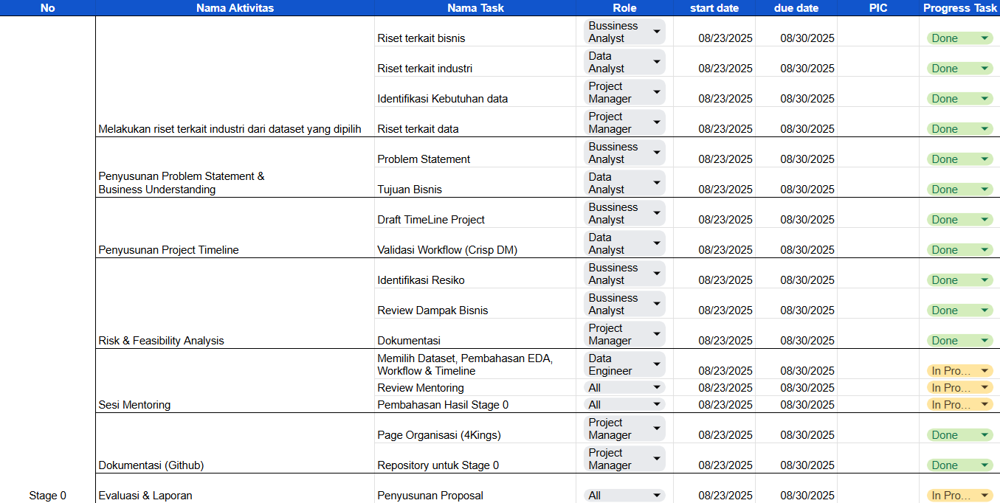 No Nama Aktivitas Nama Task Role start date due date PIC Progress Task
Bussiness
Analyst
Riset terkait bisnis 08/23/2025 08/30/2025 Done
Data
Analyst
Riset terkait industri 08/23/2025 08/30/2025 Done
Project
Manager
Identifikasi Kebutuhan data 08/23/2025 08/30/2025 Done
Project
Manager
Melakukan riset terkait industri dari dataset yang dipilih Riset terkait data 08/23/2025 08/30/2025 Done
Bussiness
Analyst
Problem Statement 08/23/2025 08/30/2025 Done
Penyusunan Problem Statement &
Business Understanding
Data
Analyst
Tujuan Bisnis 08/23/2025 08/30/2025 Done
Bussiness
Analyst
Draft TimeLine Project 08/23/2025 08/30/2025 Done
Data
Analyst
Penyusunan Project Timeline Validasi Workflow (Crisp DM) 08/23/2025 08/30/2025 Done
Bussiness
Analyst
Identifikasi Resiko 08/23/2025 08/30/2025 Done
Bussiness
Analyst
Review Dampak Bisnis 08/23/2025 08/30/2025 Done
Project
Manager
Risk & Feasibility Analysis Dokumentasi 08/23/2025 08/30/2025 Done
Memilih Dataset, Pembahasan EDA,
Workflow & Timeline
Data
Engineer
08/23/2025 08/30/2025 In Pro...
Review Mentoring All 08/23/2025 08/30/2025 In Pro...
Sesi Mentoring Pembahasan Hasil Stage 0 All 08/23/2025 08/30/2025 In Pro...
Project
Manager
Page Organisasi (4Kings) 08/23/2025 08/30/2025 Done
Project
Manager
Dokumentasi (Github) Repository untuk Stage 0 08/23/2025 08/30/2025 Done
Stage 0 Evaluasi & Laporan Penyusunan Proposal All 08/23/2025 08/30/2025 In Pro...